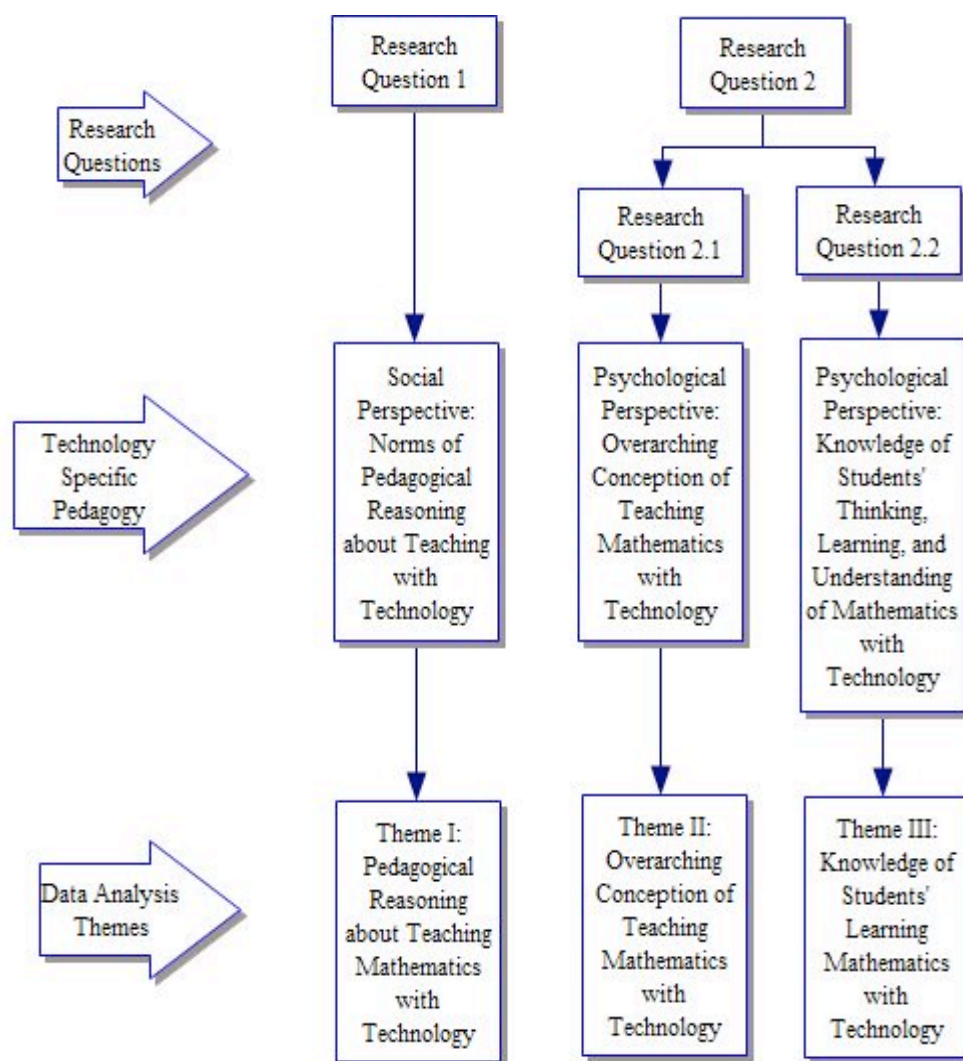 Research
Question 1
Research
Question 2
Research
Questions
Research
Question 2.1
Research
Question 2.2
Technology
Specific
Pedagogy
Social
Perspective:
Norms of
Pedagogical
Reasoning
about Teaching
with
Technology
Psychological
Perspective:
Overarching
Conception of
Teaching
Mathematics
with
Technology
Psychological
Perspective:
Knowledge of
Students'
Thinking,
Learning, and
Understanding
of Mathematics
with
Technology
Data Analysis
Themes
Theme I:
Pedagogical
Reasoning
about Teaching
Mathematics
with
Technology
Theme II:
Overarching
Conception of
Teaching
Mathematics
with
Technology
Theme III:
Knowledge of
Students'
Learning
Mathematics
with
Technology